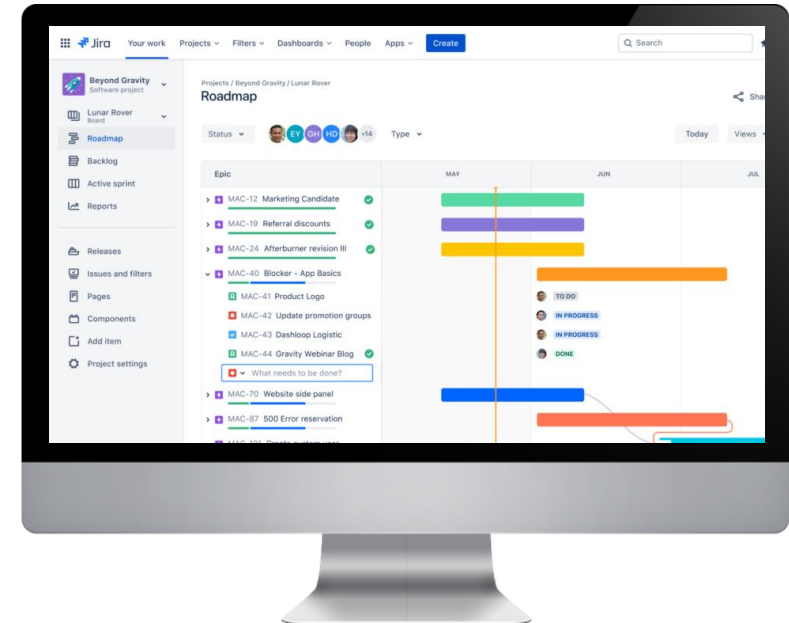 Jira Your work Projects Filters Dashboards People Apps Create Search
Beyond Gravity
Software project
Lunar Rover
Board
Roadmap
Backlog
Active sprint
Reports
Releases
Issues and filters
Pages
Components
Add item
Project settings
Projects / Beyond Gravity / Lunar Rover
Roadmap
Status EY GH HD +14 Type Today Views
Epic MAY JUN JUL
MAC-12 Marketing Candidate
MAC-19 Referral discounts
MAC-24 Afterburner revision III
MAC-40 Blocker - App Basics
MAC-41 Product Logo TO DO
MAC-42 Update promotion groups IN PROGRESS
MAC-43 Dashloop Logistic IN PROGRESS
MAC-44 Gravity Webinar Blog DONE
What needs to be done?
MAC-70 Website side panel
MAC-87 500 Error reservation